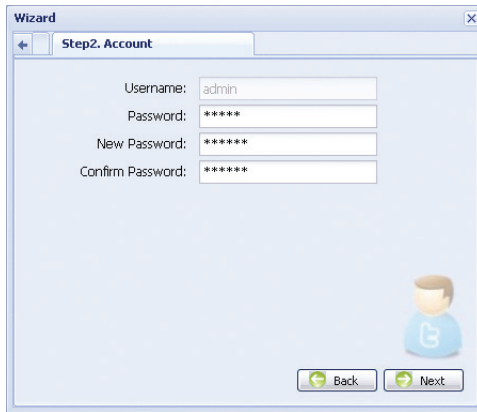 Wizard
Step2. Account
Username: admin
Password: *****
New Password: ******
Confirm Password: ******
Back Next